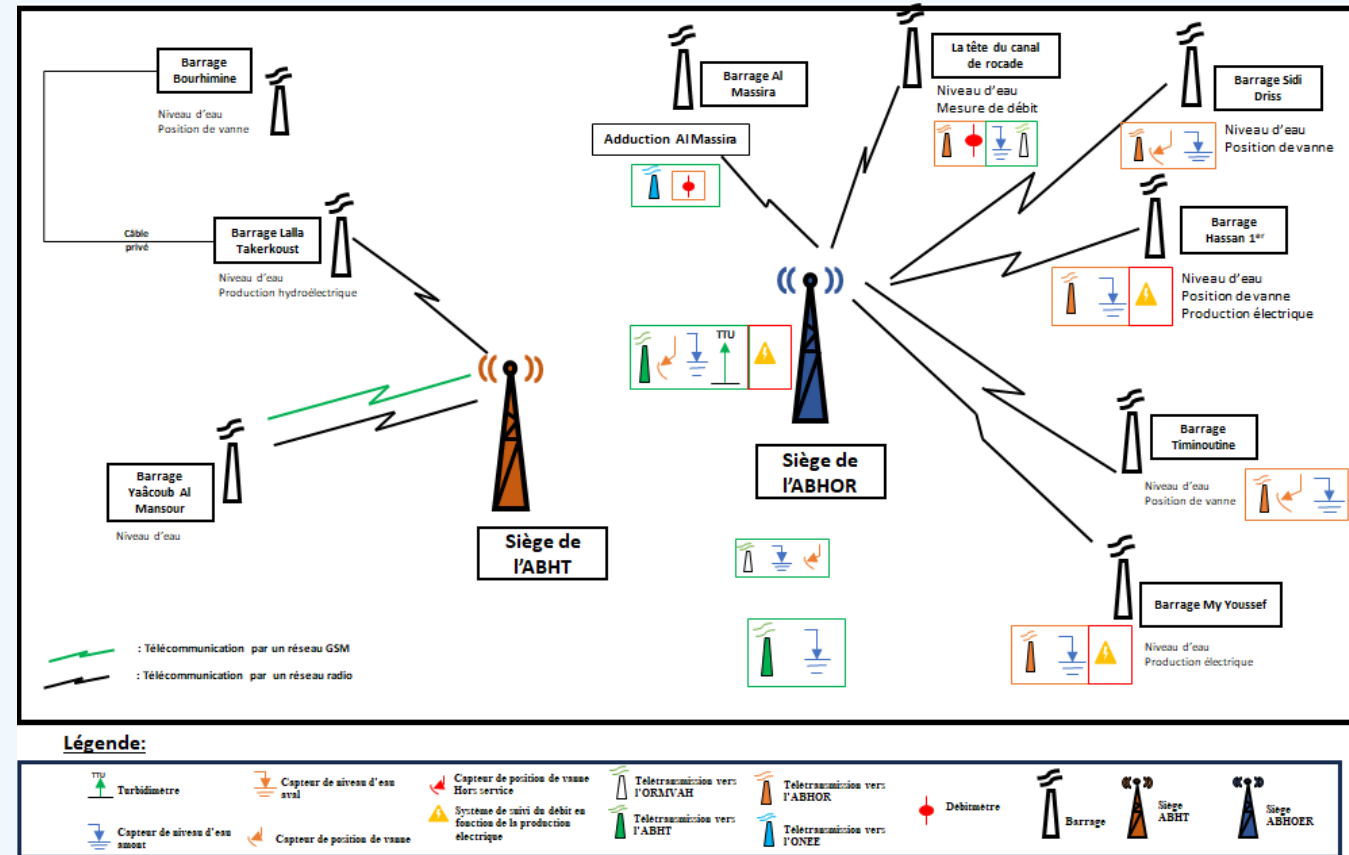 Barrage
Bourhimine
Niveau d'eau
Position de vanne
Câble
privé
Barrage Lalla
Takerkoust
Niveau d'eau
Production hydroélectrique
Barrage
Yaâcoub Al
Mansour
Niveau d'eau
Siège de
l'ABHT
: Télécommunication par un réseau GSM
: Télécommunication par un réseau radio
Barrage Al
Massira
Adduction Al Massira
La tête du canal
de rocade
Niveau d'eau
Mesure de débit
Barrage Sidi
Driss
Niveau d'eau
Position de vanne
Barrage
Hassan 1er
Niveau d'eau
Position de vanne
Production électrique
TTU
Siège de
l'ABHOR
Barrage
Timinoutine
Niveau d'eau
Position de vanne
Barrage My Youssef
Niveau d'eau
Production électrique
Légende:
TTU
Turbidimètre
Capteur de niveau d'eau
amont
Capteur de niveau d'eau
aval
Capteur de position de vanne
Capteur de position de vanne
Hors service
Système de suivi du débit en
fonction de la production
électrique
Télétransmission vers
l'ORMVAH
Télétransmission vers
l'ABHT
Télétransmission vers
l'ABHOR
Télétransmission vers
l'ONEE
Débitmètre
Barrage
Siège
ABHT
Siège
ABHOER